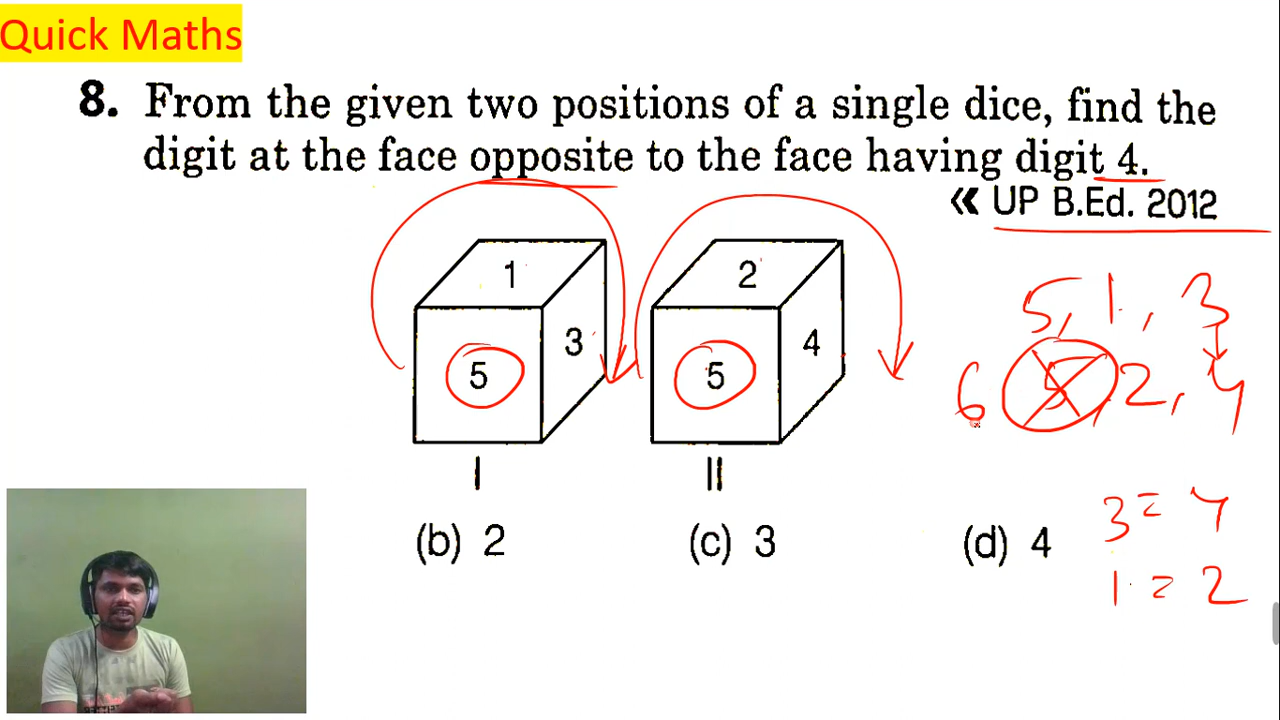 Quick Maths
8. From the given two positions of a single dice, find the
digit at the face opposite to the face having digit 4.
« UP B.Ed. 2012
1
3
5
I
2
4
5
II
5, 1, 3
6 5, 2, 4
3 = 4
1 = 2
(b) 2
(c) 3
(d) 4